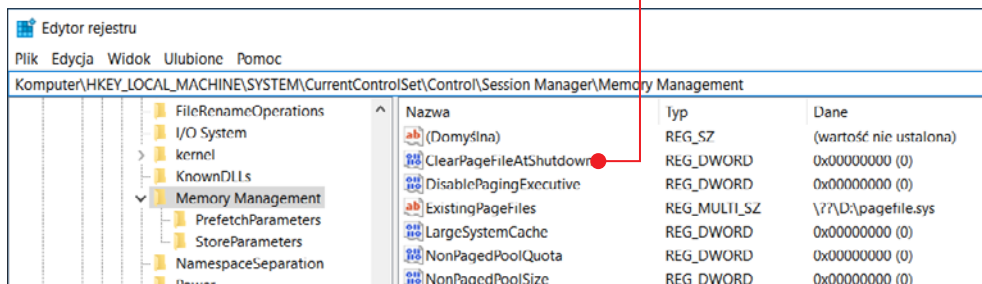 Edytor rejestru
Plik Edycja Widok Ulubione Pomoc
Komputer\HKEY_LOCAL_MACHINE\SYSTEM\CurrentControlSet\Control\Session Manager\Memory Management
FileRenameOperations
I/O System
kernel
KnownDLLs
Memory Management
PrefetchParameters
StoreParameters
NamespaceSeparation
Power
Nazwa Typ Dane
(Domyślna) REG_SZ (wartość nie ustalona)
ClearPageFileAtShutdown REG_DWORD 0x00000000 (0)
DisablePagingExecutive REG_DWORD 0x00000000 (0)
ExistingPageFiles REG_MULTI_SZ \??\D:\pagefile.sys
LargeSystemCache REG_DWORD 0x00000000 (0)
NonPagedPoolQuota REG_DWORD 0x00000000 (0)
NonPagedPoolSize REG_DWORD 0x00000000 (0)